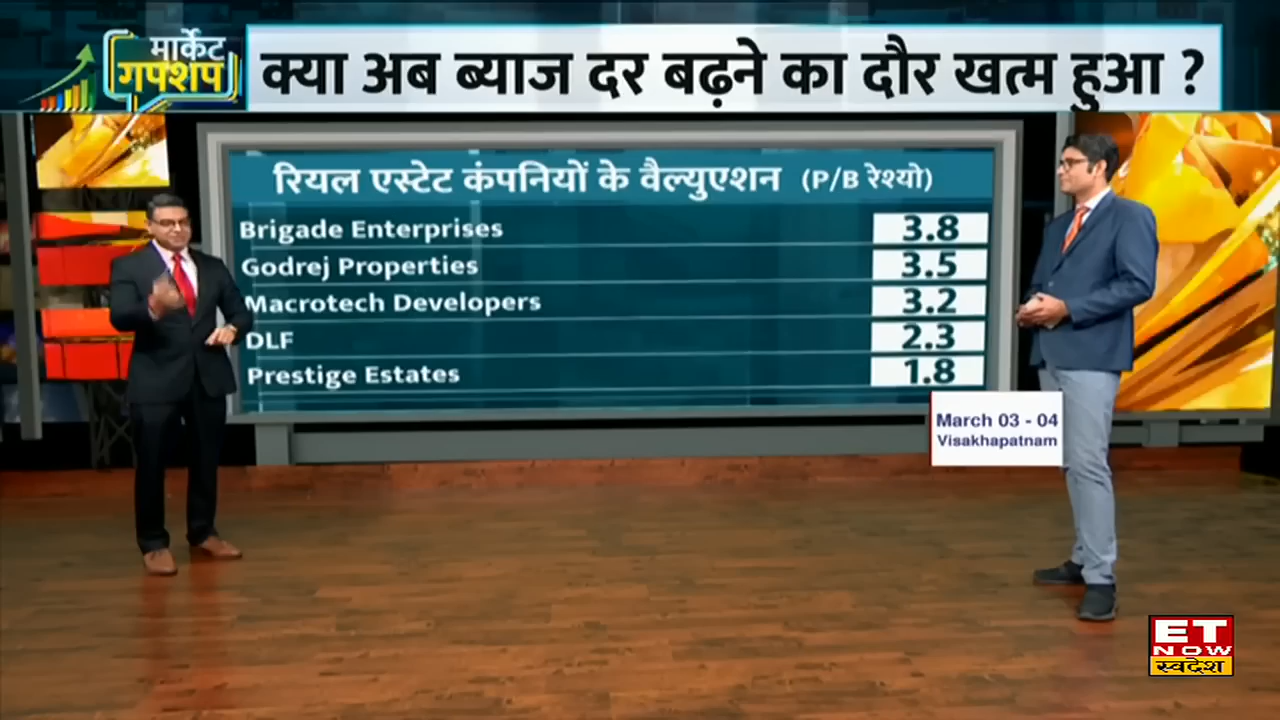 मार्केट
गपशप
क्या अब ब्याज दर बढ़ने का दौर खत्म हुआ ?
रियल एस्टेट कंपनियों के वैल्युएशन (P/B रेश्यो)
Brigade Enterprises 3.8
Godrej Properties 3.5
Macrotech Developers 3.2
DLF 2.3
Prestige Estates 1.8
March 03 - 04
Visakhapatnam
ET
NOW
स्वदेश